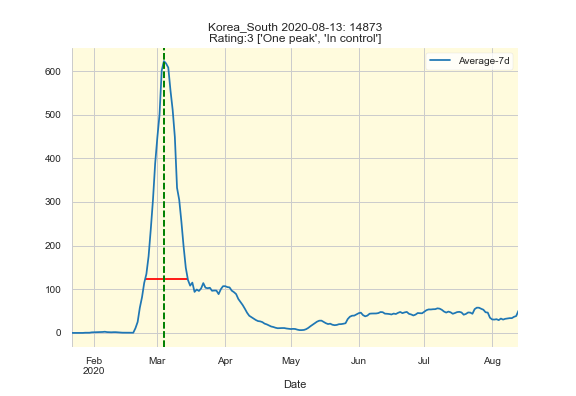 Korea_South 2020-08-13: 14873
Rating:3 ['One peak', 'In control']
Average-7d
600
500
400
300
200
100
0
Feb Mar Apr May Jun Jul Aug
2020
Date